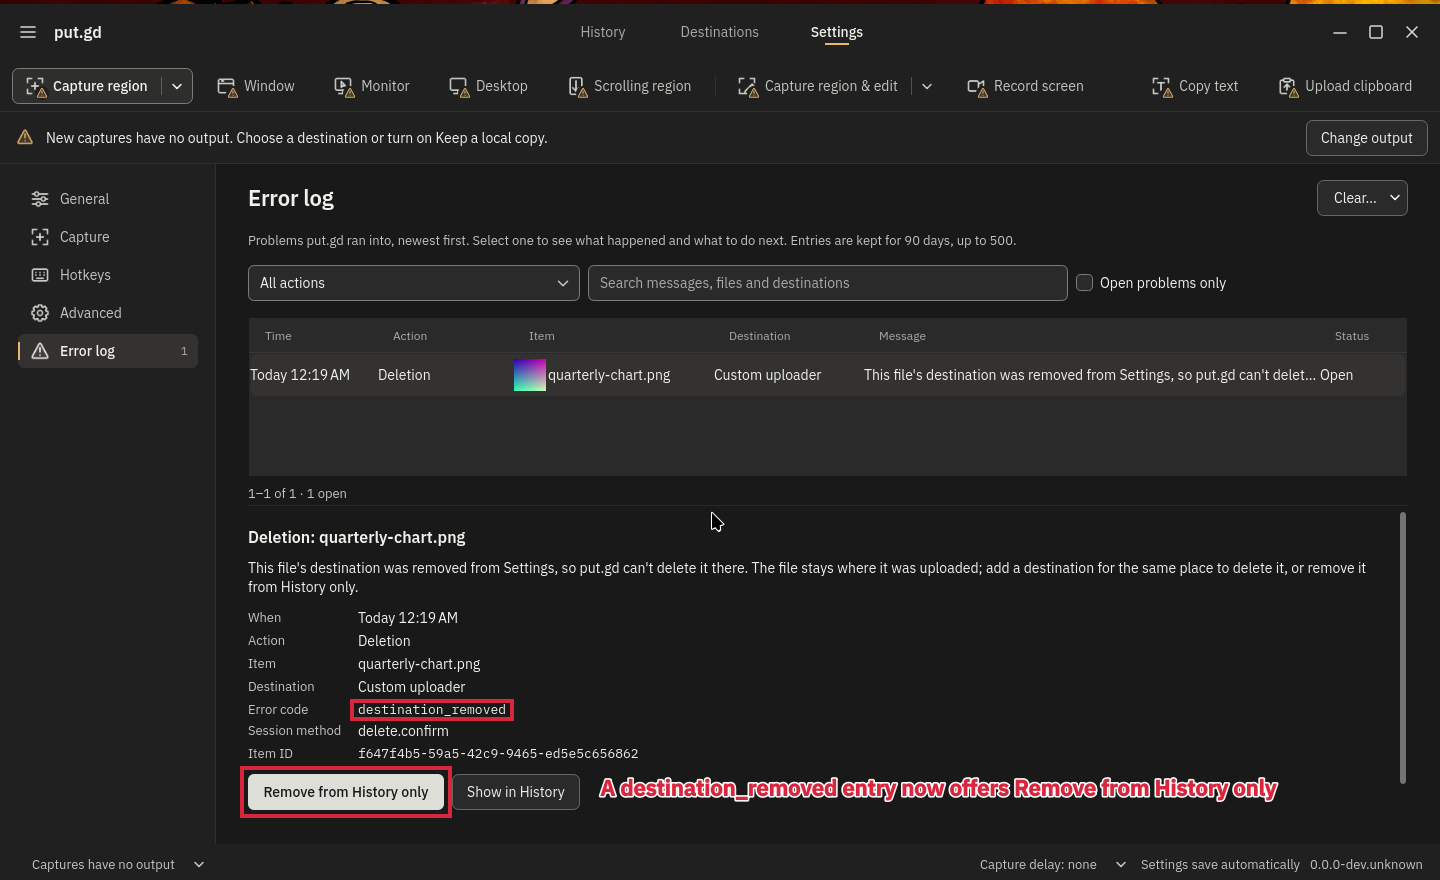 put.gd
History
Destinations
Settings
Capture region
Window
Monitor
Desktop
Scrolling region
Capture region & edit
Record screen
Copy text
Upload clipboard
New captures have no output. Choose a destination or turn on Keep a local copy.
Change output
General
Capture
Hotkeys
Advanced
Error log 1
Error log
Clear...
Problems put.gd ran into, newest first. Select one to see what happened and what to do next. Entries are kept for 90 days, up to 500.
All actions
Search messages, files and destinations
Open problems only
Time Action Item Destination Message Status
Today 12:19 AM Deletion quarterly-chart.png Custom uploader This file's destination was removed from Settings, so put.gd can't delet... Open
1–1 of 1 · 1 open
Deletion: quarterly-chart.png
This file's destination was removed from Settings, so put.gd can't delete it there. The file stays where it was uploaded; add a destination for the same place to delete it, or remove it
from History only.
When Today 12:19 AM
Action Deletion
Item quarterly-chart.png
Destination Custom uploader
Error code destination_removed
Session method delete.confirm
Item ID f647f4b5-59a5-42c9-9465-ed5e5c656862
Remove from History only
Show in History
A destination_removed entry now offers Remove from History only
Captures have no output
Capture delay: none
Settings save automatically
0.0.0-dev.unknown